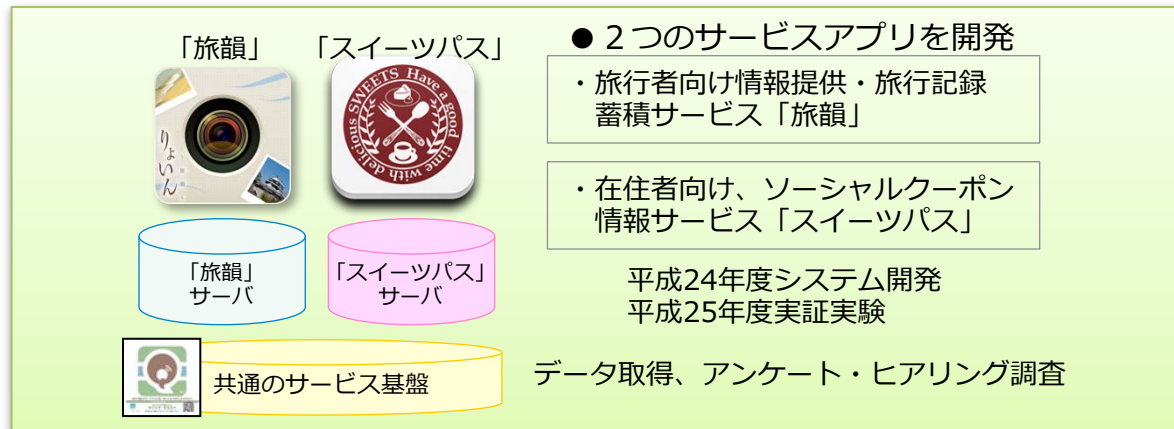 「旅韻」
「スイーツパス」
りょいん
SWEETS Have a good time with delicious
「旅韻」
サーバ
「スイーツパス」
サーバ
共通のサービス基盤
● 2つのサービスアプリを開発
・旅行者向け情報提供・旅行記録
蓄積サービス「旅韻」
・在住者向け、ソーシャルクーポン
情報サービス「スイーツパス」
平成24年度システム開発
平成25年度実証実験
データ取得、アンケート・ヒアリング調査